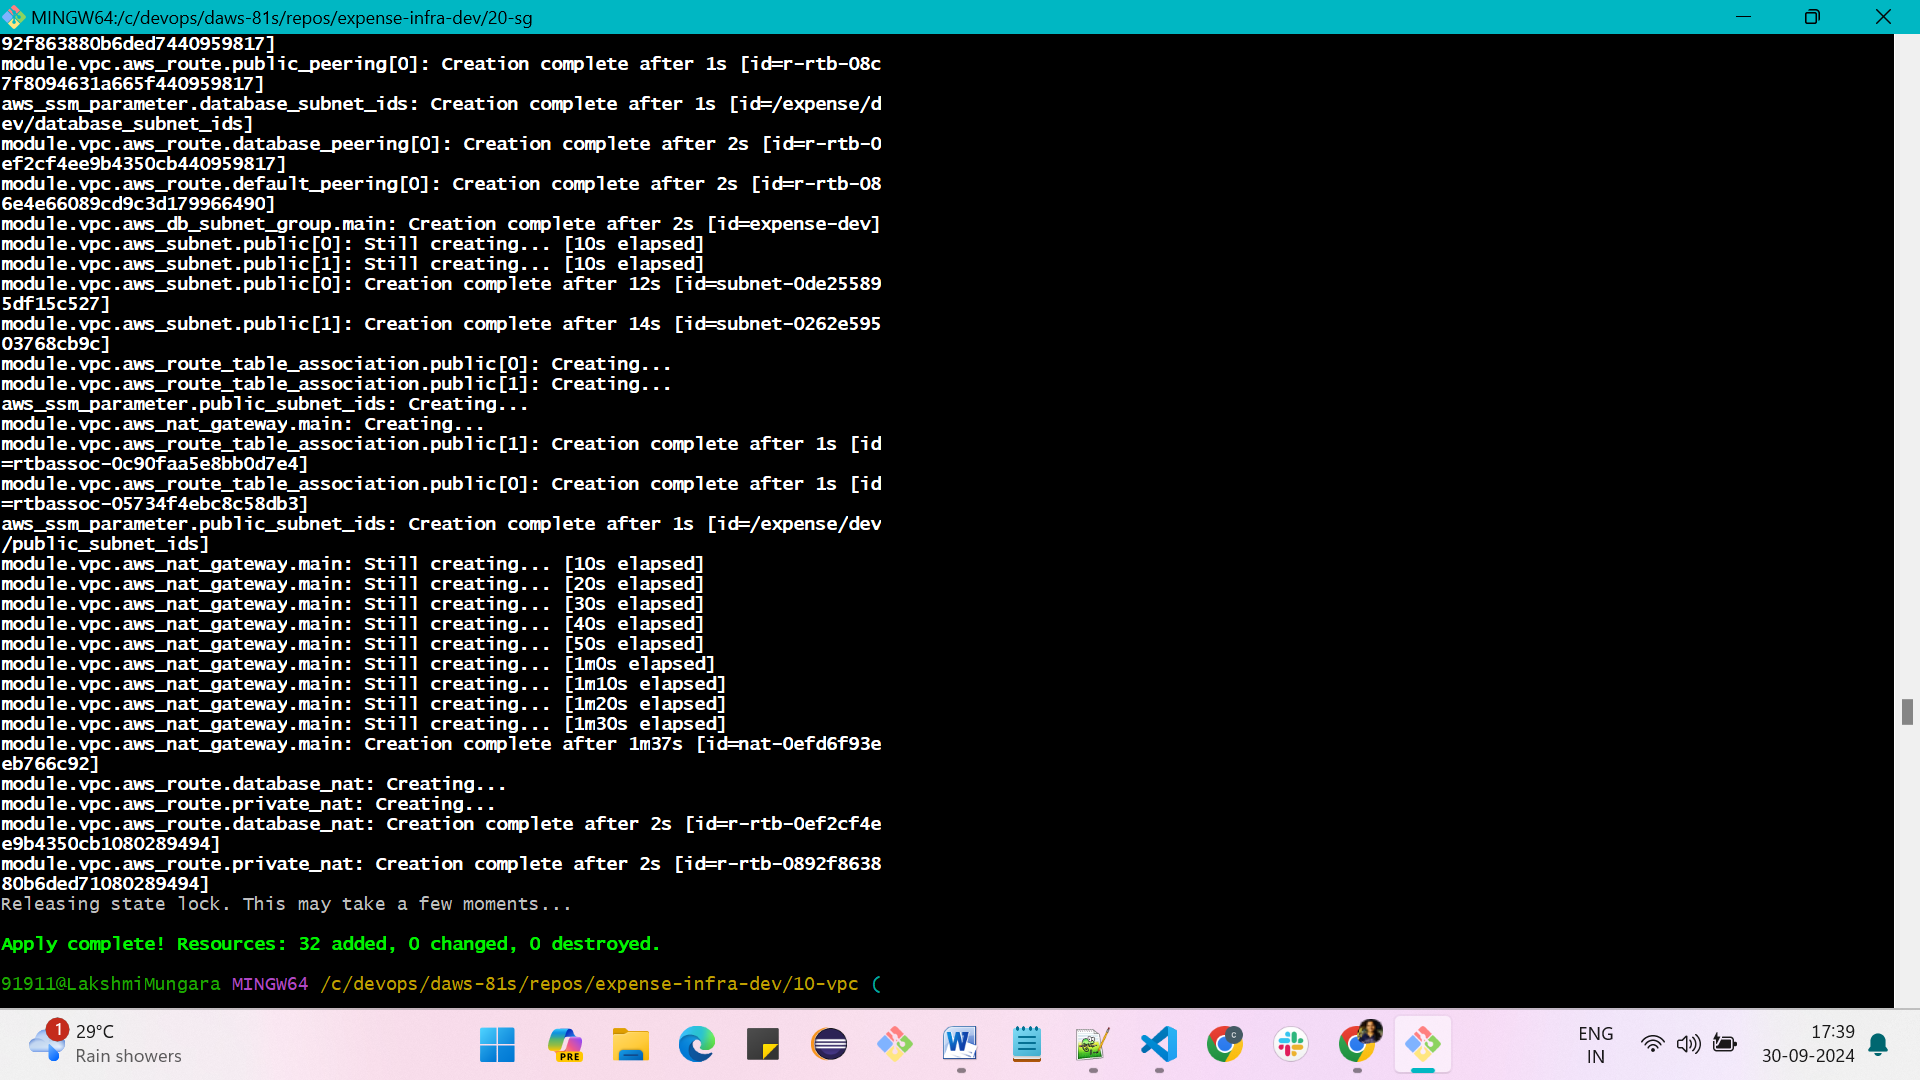 MINGW64:/c/devops/daws-81s/repos/expense-infra-dev/20-sg
92f863880b6ded7440959817]
module.vpc.aws_route.public_peering[0]: Creation complete after 1s [id=r-rtb-08c
7f8094631a665f440959817]
aws_ssm_parameter.database_subnet_ids: Creation complete after 1s [id=/expense/d
ev/database_subnet_ids]
module.vpc.aws_route.database_peering[0]: Creation complete after 2s [id=r-rtb-0
ef2cf4ee9b4350cb440959817]
module.vpc.aws_route.default_peering[0]: Creation complete after 2s [id=r-rtb-08
6e4e66089cd9c3d179966490]
module.vpc.aws_db_subnet_group.main: Creation complete after 2s [id=expense-dev]
module.vpc.aws_subnet.public[0]: Still creating... [10s elapsed]
module.vpc.aws_subnet.public[1]: Still creating... [10s elapsed]
module.vpc.aws_subnet.public[0]: Creation complete after 12s [id=subnet-0de25589
5df15c527]
module.vpc.aws_subnet.public[1]: Creation complete after 14s [id=subnet-0262e595
03768cb9c]
module.vpc.aws_route_table_association.public[0]: Creating...
module.vpc.aws_route_table_association.public[1]: Creating...
aws_ssm_parameter.public_subnet_ids: Creating...
module.vpc.aws_nat_gateway.main: Creating...
module.vpc.aws_route_table_association.public[1]: Creation complete after 1s [id
=rtbassoc-0c90faa5e8bb0d7e4]
module.vpc.aws_route_table_association.public[0]: Creation complete after 1s [id
=rtbassoc-05734f4ebc8c58db3]
aws_ssm_parameter.public_subnet_ids: Creation complete after 1s [id=/expense/dev
/public_subnet_ids]
module.vpc.aws_nat_gateway.main: Still creating... [10s elapsed]
module.vpc.aws_nat_gateway.main: Still creating... [20s elapsed]
module.vpc.aws_nat_gateway.main: Still creating... [30s elapsed]
module.vpc.aws_nat_gateway.main: Still creating... [40s elapsed]
module.vpc.aws_nat_gateway.main: Still creating... [50s elapsed]
module.vpc.aws_nat_gateway.main: Still creating... [1m0s elapsed]
module.vpc.aws_nat_gateway.main: Still creating... [1m10s elapsed]
module.vpc.aws_nat_gateway.main: Still creating... [1m20s elapsed]
module.vpc.aws_nat_gateway.main: Still creating... [1m30s elapsed]
module.vpc.aws_nat_gateway.main: Creation complete after 1m37s [id=nat-0efd6f93e
eb766c92]
module.vpc.aws_route.database_nat: Creating...
module.vpc.aws_route.private_nat: Creating...
module.vpc.aws_route.database_nat: Creation complete after 2s [id=r-rtb-0ef2cf4e
e9b4350cb1080289494]
module.vpc.aws_route.private_nat: Creation complete after 2s [id=r-rtb-0892f8638
80b6ded71080289494]
Releasing state lock. This may take a few moments...
Apply complete! Resources: 32 added, 0 changed, 0 destroyed.
91911@LakshmiMungara MINGW64 /c/devops/daws-81s/repos/expense-infra-dev/10-vpc (
1
29°C
Rain showers
PRE
W
C
ENG
IN
17:39
30-09-2024